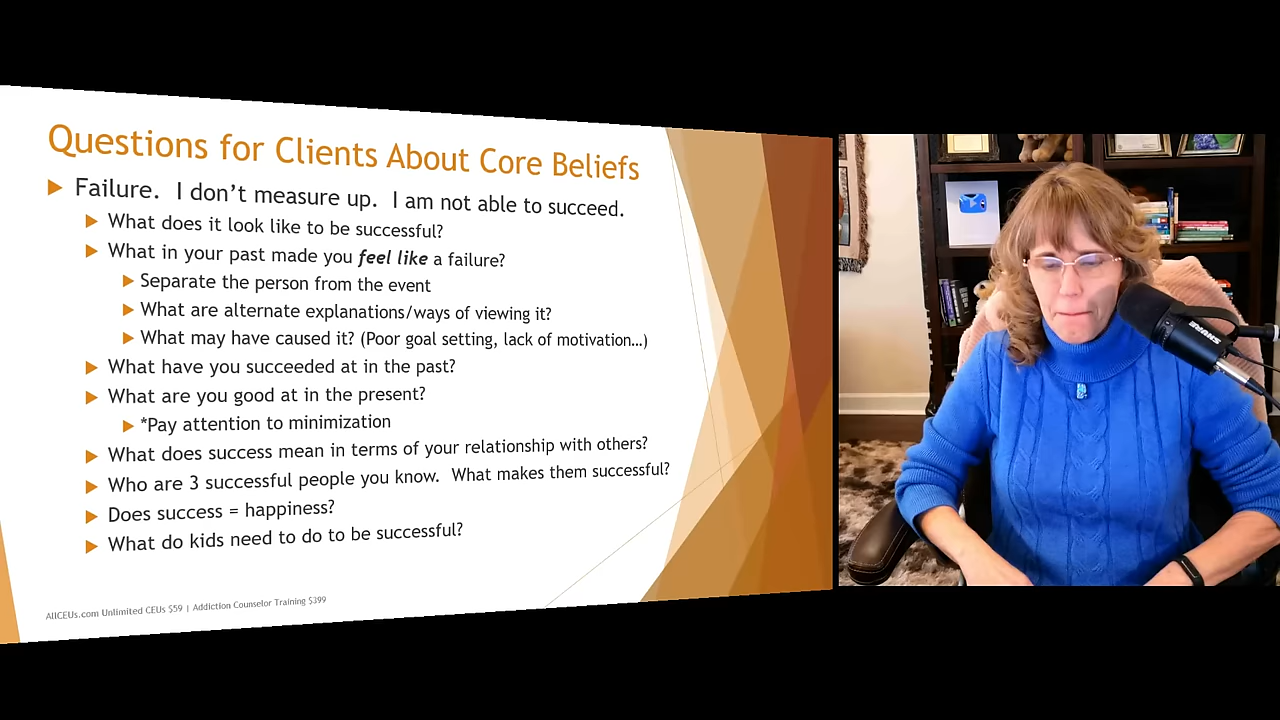 Questions for Clients About Core Beliefs
Failure. I don't measure up. I am not able to succeed.
What does it look like to be successful?
What in your past made you feel like a failure?
Separate the person from the event
What are alternate explanations/ways of viewing it?
What may have caused it? (Poor goal setting, lack of motivation…)
What have you succeeded at in the past?
What are you good at in the present?
*Pay attention to minimization
What does success mean in terms of your relationship with others?
Who are 3 successful people you know. What makes them successful?
Does success = happiness?
What do kids need to do to be successful?
AllCEUs.com Unlimited CEUs $59 | Addiction Counselor Training $399
SHURE